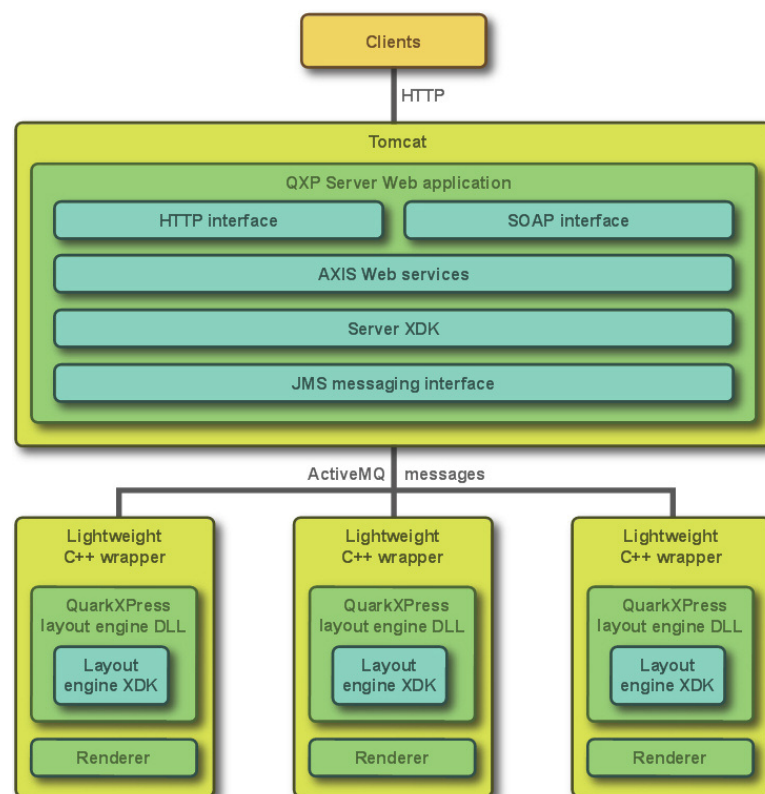 Clients
HTTP
Tomcat
QXP Server Web application
HTTP interface
SOAP interface
AXIS Web services
Server XDK
JMS messaging interface
ActiveMQ messages
Lightweight
C++ wrapper
QuarkXPress
layout engine DLL
Layout
engine XDK
Renderer
Lightweight
C++ wrapper
QuarkXPress
layout engine DLL
Layout
engine XDK
Renderer
Lightweight
C++ wrapper
QuarkXPress
layout engine DLL
Layout
engine XDK
Renderer